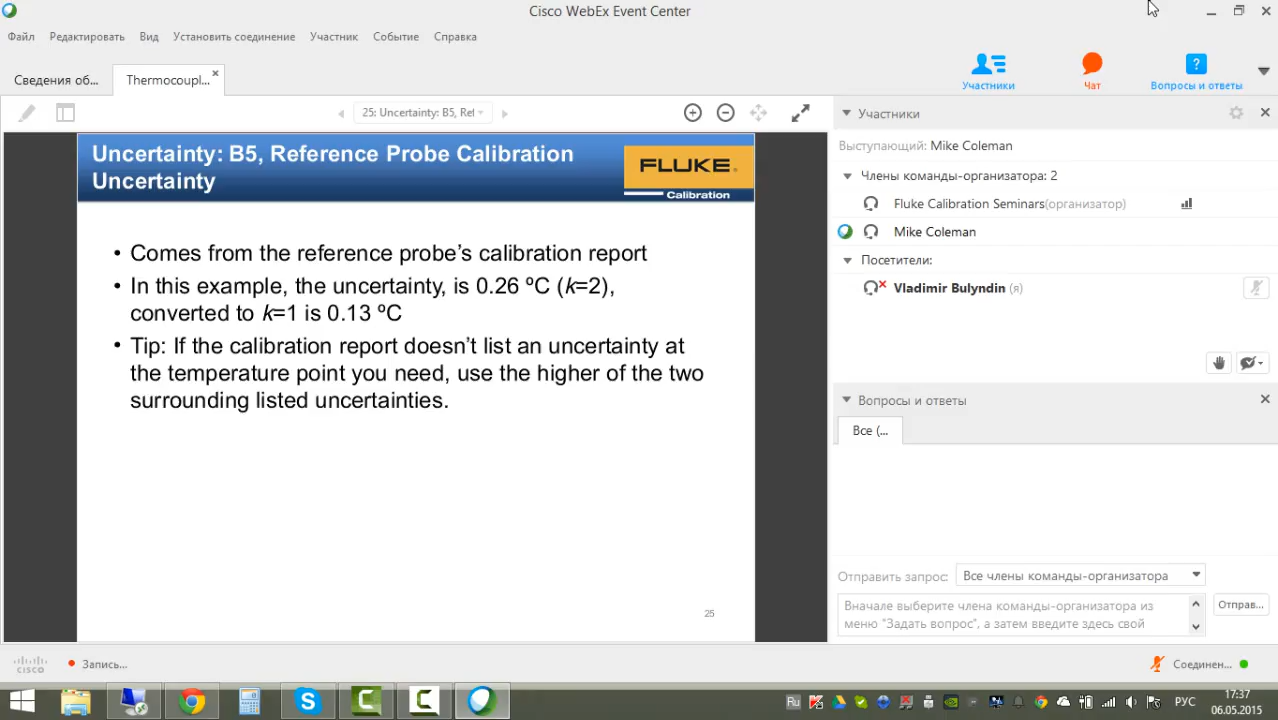 Cisco WebEx Event Center
Файл Редактировать Вид Установить соединение Участник Событие Справка
Сведения об... Thermocoupl...
Участники Чат Вопросы и ответы
25: Uncertainty: B5, Ref
Участники
Выступающий: Mike Coleman
Члены команды-организатора: 2
Fluke Calibration Seminars(организатор)
Mike Coleman
Посетители:
Vladimir Bulyndin (я)
Uncertainty: B5, Reference Probe Calibration
Uncertainty
FLUKE®
Calibration
• Comes from the reference probe’s calibration report
• In this example, the uncertainty, is 0.26 ºC (k=2),
converted to k=1 is 0.13 ºC
• Tip: If the calibration report doesn’t list an uncertainty at
the temperature point you need, use the higher of the two
surrounding listed uncertainties.
25
Вопросы и ответы
Все (...
Отправить запрос: Все члены команды-организатора
Вначале выберите члена команды-организатора из
меню "Задать вопрос", а затем введите здесь свой
Отправ...
cisco
Запись...
Соединен...
Ru
РУС
17:37
06.05.2015